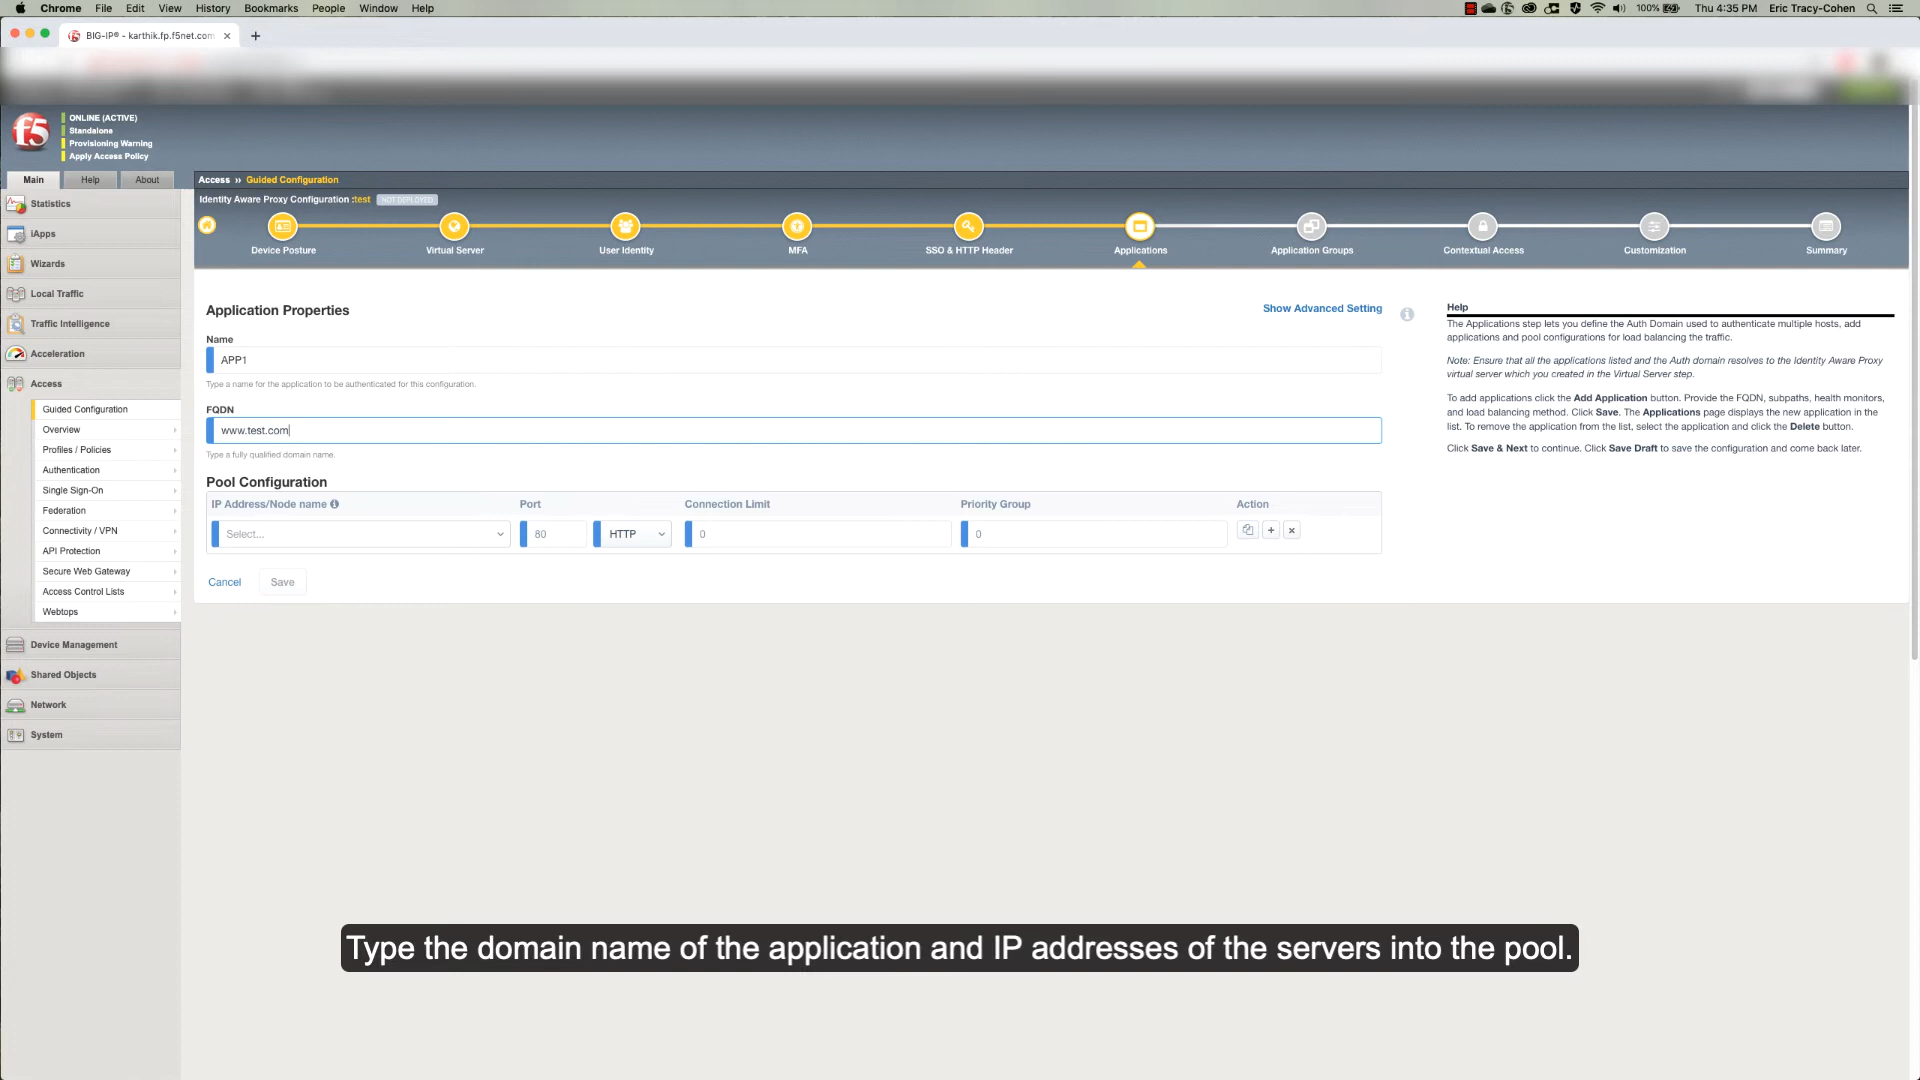 Chrome File Edit View History Bookmarks People Window Help 100% Thu 4:35 PM Eric Tracy-Cohen
BIG-IP® - karthik.fp.f5net.com
f5
ONLINE (ACTIVE)
Standalone
Provisioning Warning
Apply Access Policy
Main Help About
Access ›› Guided Configuration
Identity Aware Proxy Configuration :test NOT DEPLOYED
Device Posture Virtual Server User Identity MFA SSO & HTTP Header Applications Application Groups Contextual Access Customization Summary
Statistics
iApps
Wizards
Local Traffic
Traffic Intelligence
Acceleration
Access
Guided Configuration
Overview
Profiles / Policies
Authentication
Single Sign-On
Federation
Connectivity / VPN
API Protection
Secure Web Gateway
Access Control Lists
Webtops
Device Management
Shared Objects
Network
System
Application Properties
Show Advanced Setting
Name
APP1
Type a name for the application to be authenticated for this configuration.
FQDN
www.test.com
Type a fully qualified domain name.
Pool Configuration
IP Address/Node name Port Connection Limit Priority Group Action
Select... 80 HTTP 0 0
Cancel Save
Help
The Applications step lets you define the Auth Domain used to authenticate multiple hosts, add
applications and pool configurations for load balancing the traffic.
Note: Ensure that all the applications listed and the Auth domain resolves to the Identity Aware Proxy
virtual server which you created in the Virtual Server step.
To add applications click the Add Application button. Provide the FQDN, subpaths, health monitors,
and load balancing method. Click Save. The Applications page displays the new application in the
list. To remove the application from the list, select the application and click the Delete button.
Click Save & Next to continue. Click Save Draft to save the configuration and come back later.
Type the domain name of the application and IP addresses of the servers into the pool.